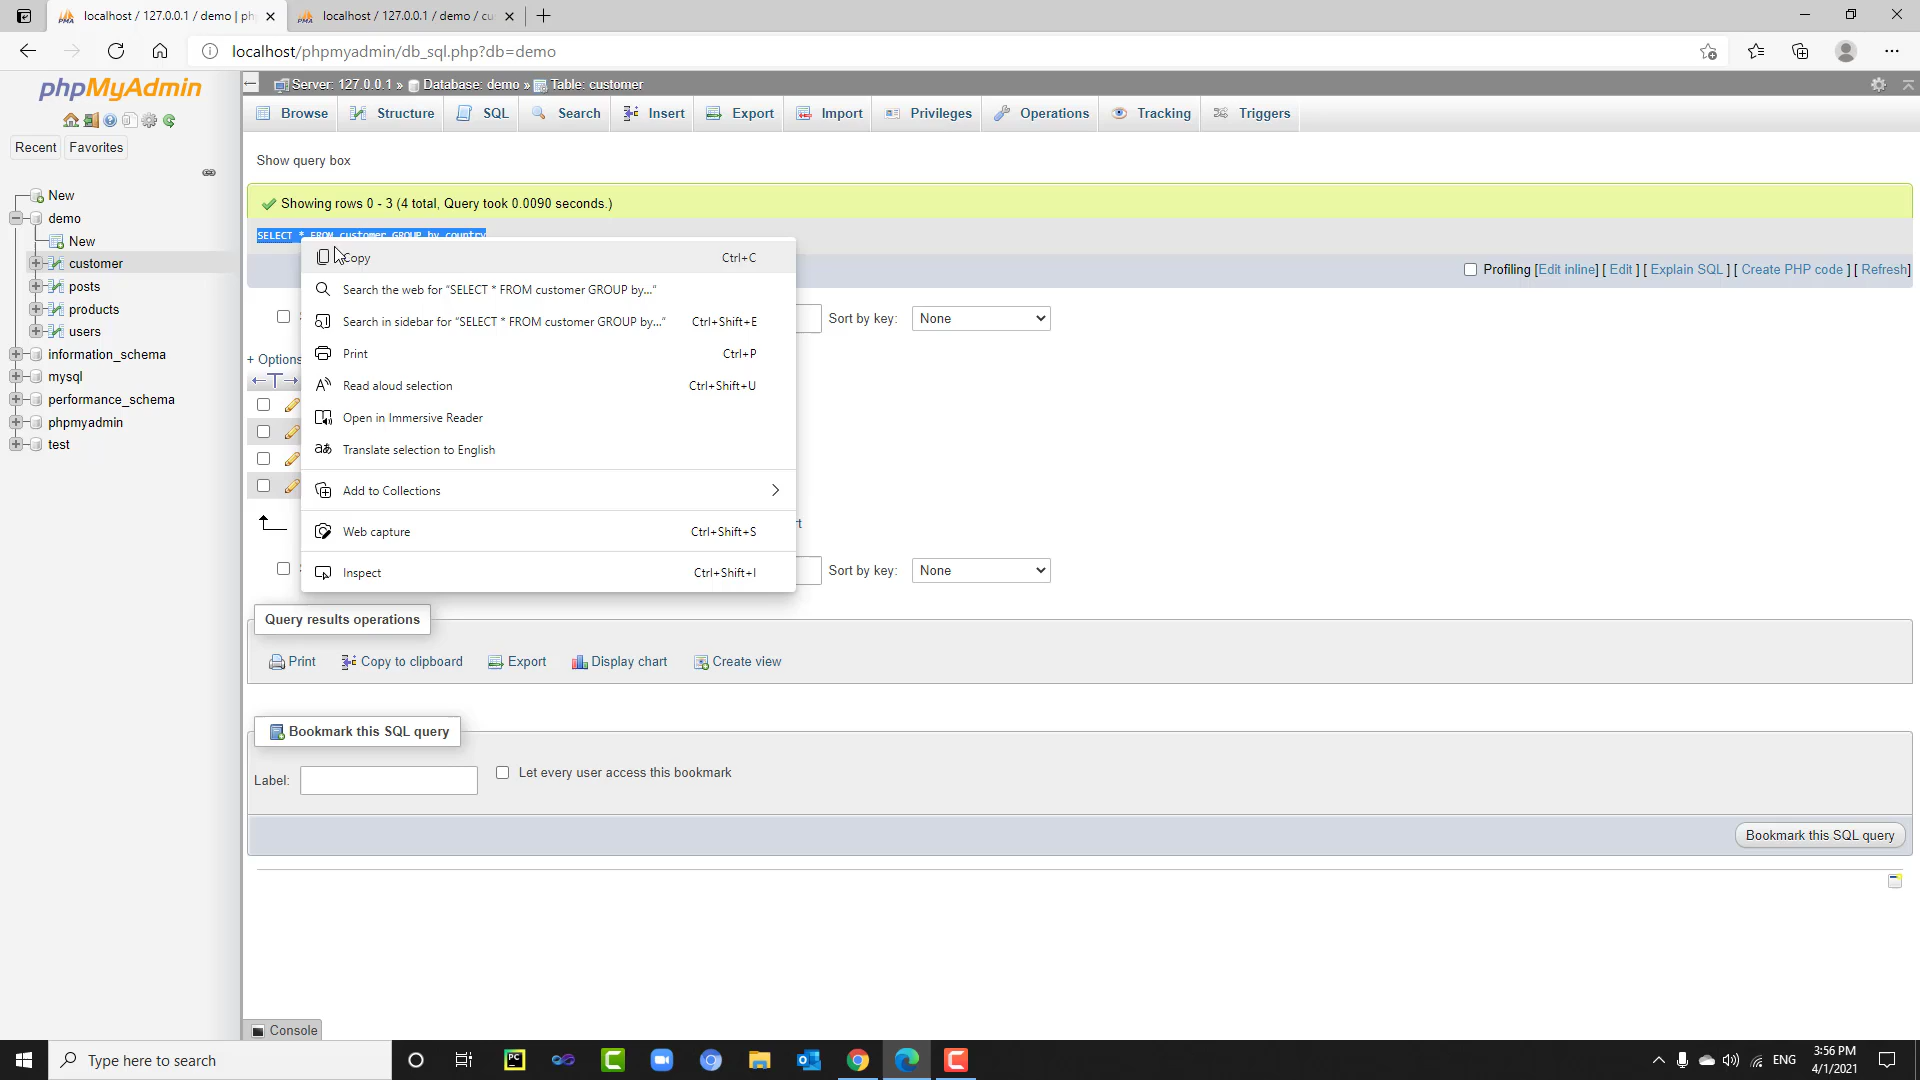 localhost / 127.0.0.1 / demo | ph
localhost / 127.0.0.1 / demo / cu
localhost/phpmyadmin/db_sql.php?db=demo
phpMyAdmin
Recent
Favorites
New
demo
New
customer
posts
products
users
information_schema
mysql
performance_schema
phpmyadmin
test
Server: 127.0.0.1 » Database: demo » Table: customer
Browse
Structure
SQL
Search
Insert
Export
Import
Privileges
Operations
Tracking
Triggers
Show query box
Showing rows 0 - 3 (4 total, Query took 0.0090 seconds.)
SELECT * FROM customer GROUP by country
Profiling [Edit inline] [ Edit ] [ Explain SQL ] [ Create PHP code ] [ Refresh]
Copy Ctrl+C
Search the web for "SELECT * FROM customer GROUP by..."
Search in sidebar for "SELECT * FROM customer GROUP by..." Ctrl+Shift+E
Print Ctrl+P
Read aloud selection Ctrl+Shift+U
Open in Immersive Reader
Translate selection to English
Add to Collections
Web capture Ctrl+Shift+S
Inspect Ctrl+Shift+I
Sort by key: None
+ Options
Sort by key: None
Query results operations
Print
Copy to clipboard
Export
Display chart
Create view
Bookmark this SQL query
Label:
Let every user access this bookmark
Bookmark this SQL query
Console
Type here to search
ENG
3:56 PM
4/1/2021